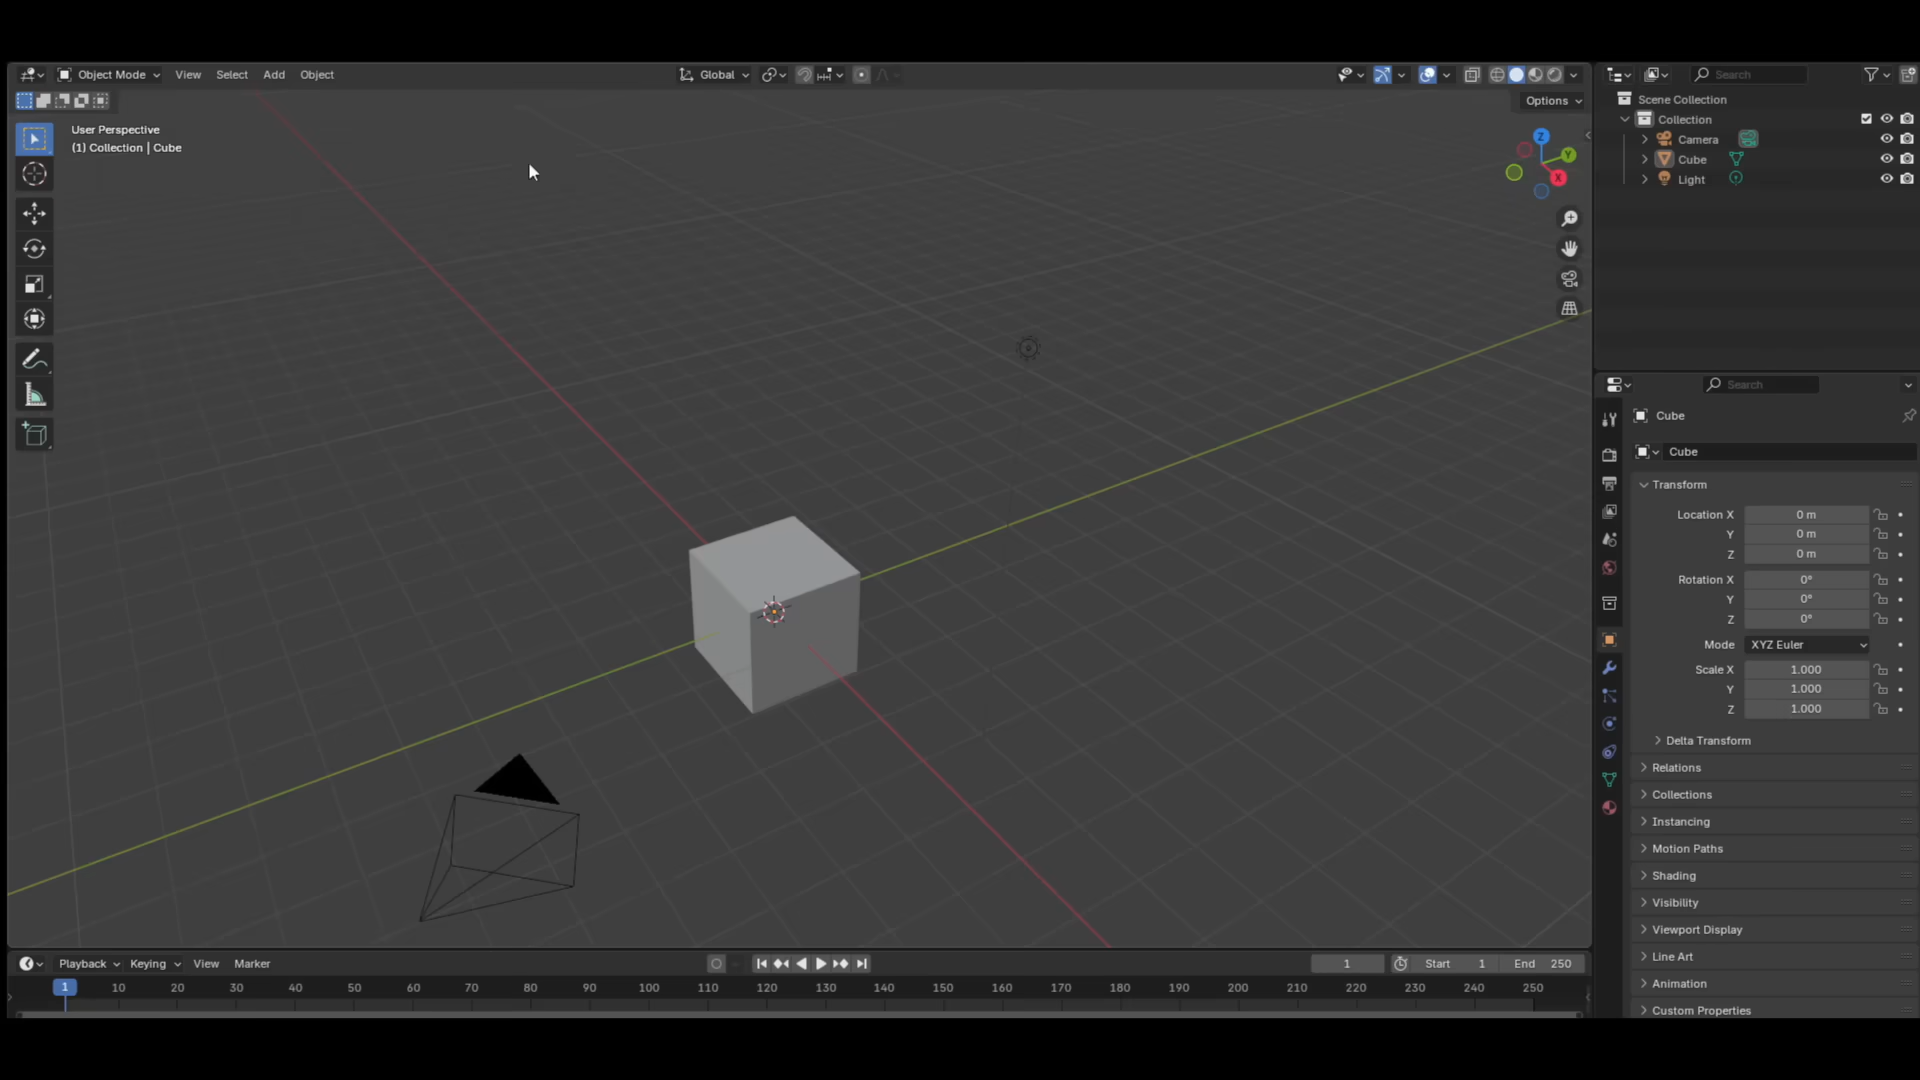 Object Mode View Select Add Object Global
Options
User Perspective
(1) Collection | Cube
Z
Y
X
Search
Scene Collection
Collection
Camera
Cube
Light
Search
Cube
Cube
Transform
Location X 0 m
Y 0 m
Z 0 m
Rotation X 0°
Y 0°
Z 0°
Mode XYZ Euler
Scale X 1.000
Y 1.000
Z 1.000
Delta Transform
Relations
Collections
Instancing
Motion Paths
Shading
Visibility
Viewport Display
Line Art
Animation
Custom Properties
Playback Keying View Marker 1 Start 1 End 250
1 10 20 30 40 50 60 70 80 90 100 110 120 130 140 150 160 170 180 190 200 210 220 230 240 250